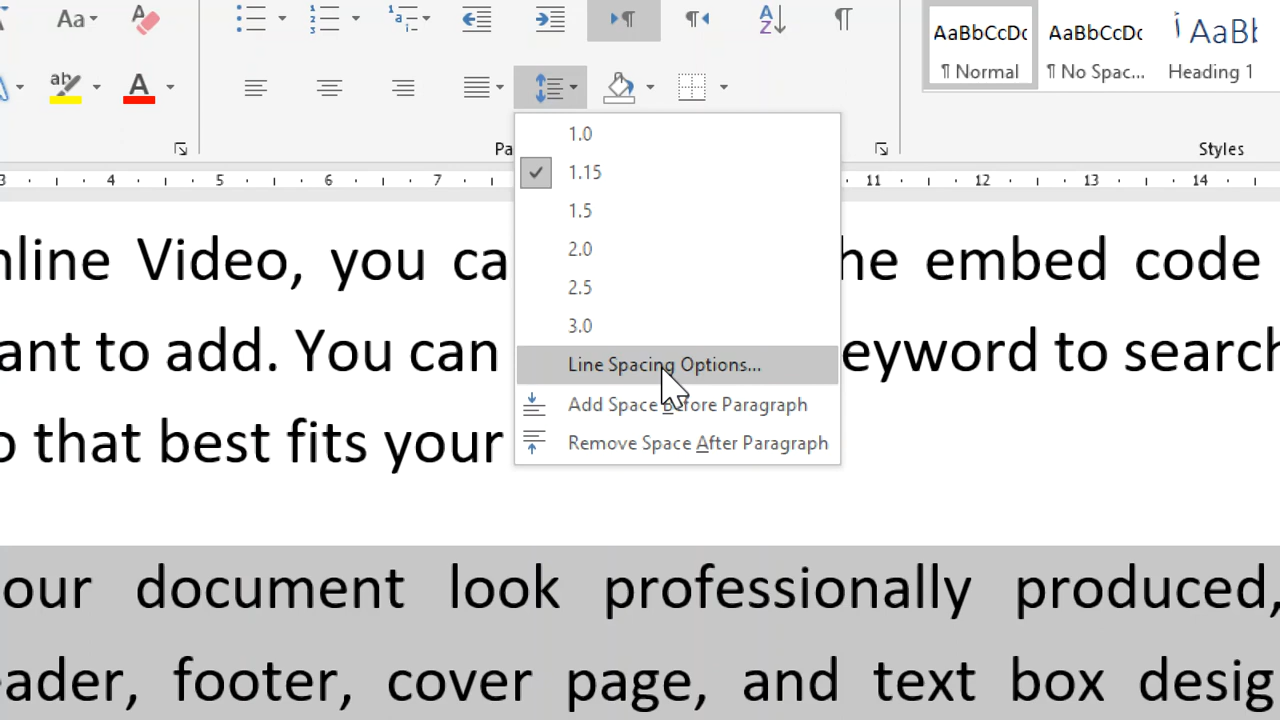 Aa
AaBbCcDc AaBbCcDc AaBb
¶ Normal ¶ No Spac... Heading 1
Styles
3 4 5 6 7 11 12 13 14
1.0
1.15
1.5
2.0
2.5
3.0
Line Spacing Options...
Add Space Before Paragraph
Remove Space After Paragraph
nline Video, you ca he embed code
ant to add. You can eyword to search
o that best fits your
our document look professionally produced,
eader, footer, cover page, and text box desig